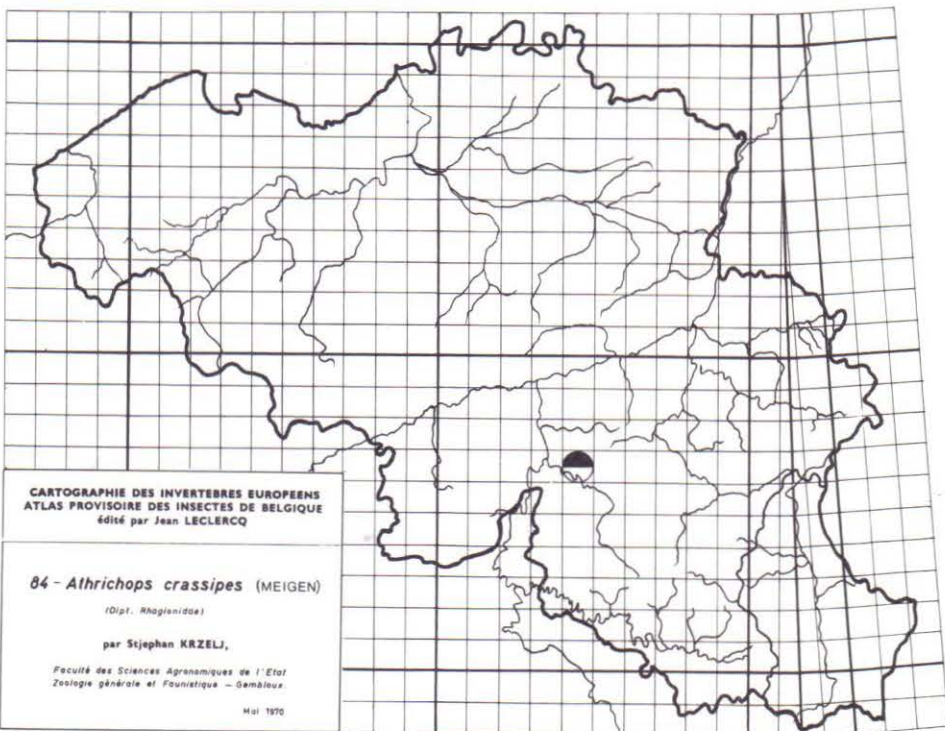 CARTOGRAPHIE DES INVERTEBRES EUROPEENS
ATLAS PROVISOIRE DES INSECTES DE BELGIQUE
édité par Jean LECLERCQ
84 - Athrichops crassipes (MEIGEN)
(Dipt. Rhagionidae)
par Stjephan KRZELJ,
Faculté des Sciences Agronomiques de l'Etat
Zoologie générale et Faunistique - Gembloux.
Mai 1970